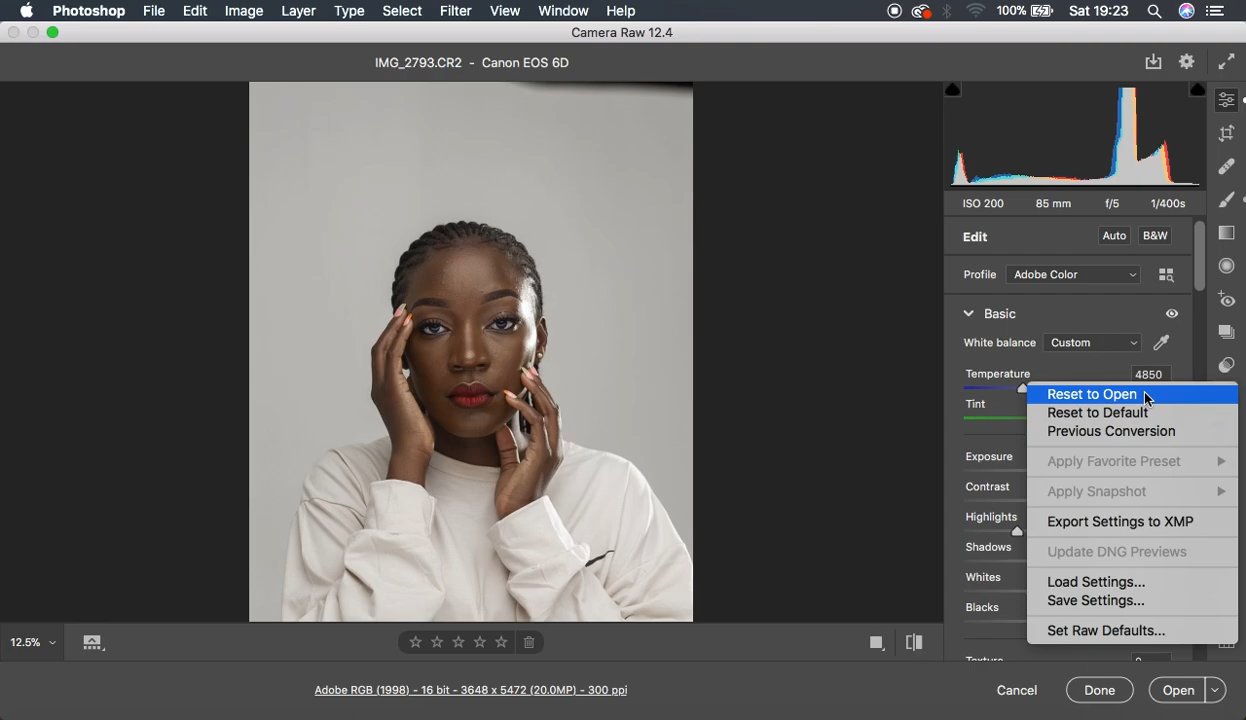 Photoshop File Edit Image Layer Type Select Filter View Window Help 100% Sat 19:23
Camera Raw 12.4
IMG_2793.CR2 - Canon EOS 6D
ISO 200 85 mm f/5 1/400s
Edit Auto B&W
Profile Adobe Color
Basic
White balance Custom
Temperature 4850
Tint
Exposure
Contrast
Highlights
Shadows
Whites
Blacks
Reset to Open
Reset to Default
Previous Conversion
Apply Favorite Preset
Apply Snapshot
Export Settings to XMP
Update DNG Previews
Load Settings...
Save Settings...
Set Raw Defaults...
12.5%
Adobe RGB (1998) - 16 bit - 3648 x 5472 (20.0MP) - 300 ppi
Cancel Done Open